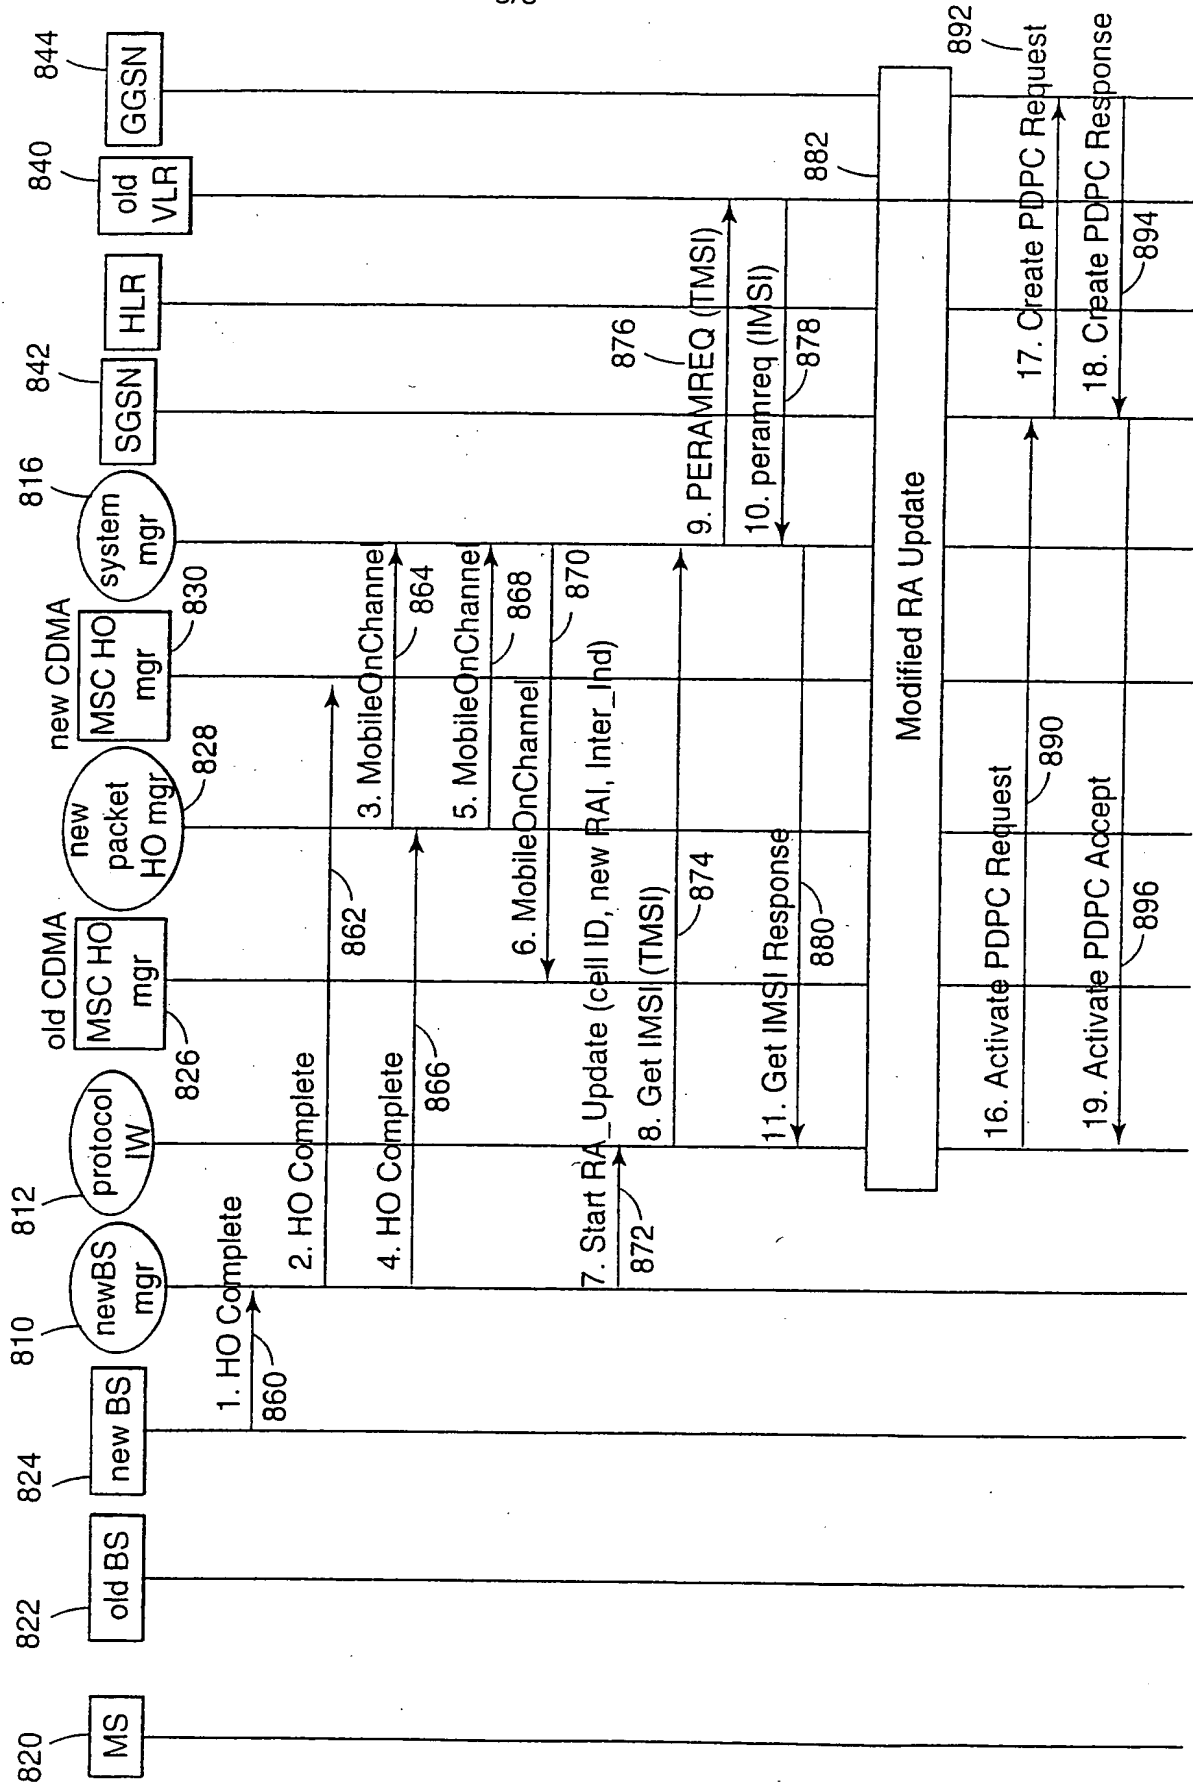 820
MS
822
old BS
824
new BS
810
newBS
mgr
812
protocol
IW
old CDMA
MSC HO
mgr
826
new
packet
HO mgr
828
new CDMA
MSC HO
mgr
830
816
system
mgr
842
SGSN
HLR
840
old
VLR
844
GGSN
1. HO Complete
860
2. HO Complete
862
3. MobileOnChannel
864
4. HO Complete
866
5. MobileOnChannel
868
6. MobileOnChannel
870
7. Start RA_Update (cell ID, new RAI, Inter_Ind)
872
8. Get IMSI (TMSI)
874
9. PERAMREQ (TMSI)
876
10. peramreq (IMSI)
878
11. Get IMSI Response
880
Modified RA Update
882
16. Activate PDPC Request
890
17. Create PDPC Request
892
18. Create PDPC Response
894
19. Activate PDPC Accept
896